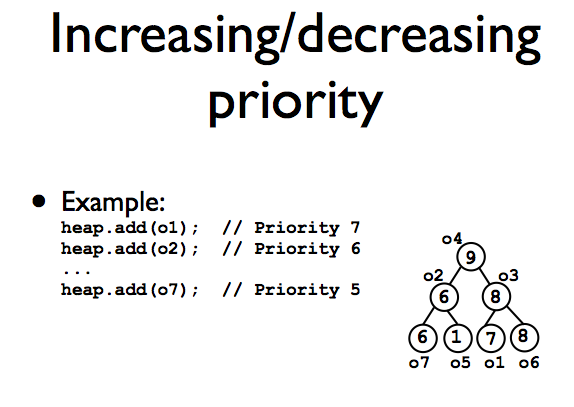 Increasing/decreasing
priority
• Example:
heap.add(o1);  // Priority 7
heap.add(o2);  // Priority 6
...
heap.add(o7);  // Priority 5
o4
9
o2 o3
6 8
6 1 7 8
o7 o5 o1 o6